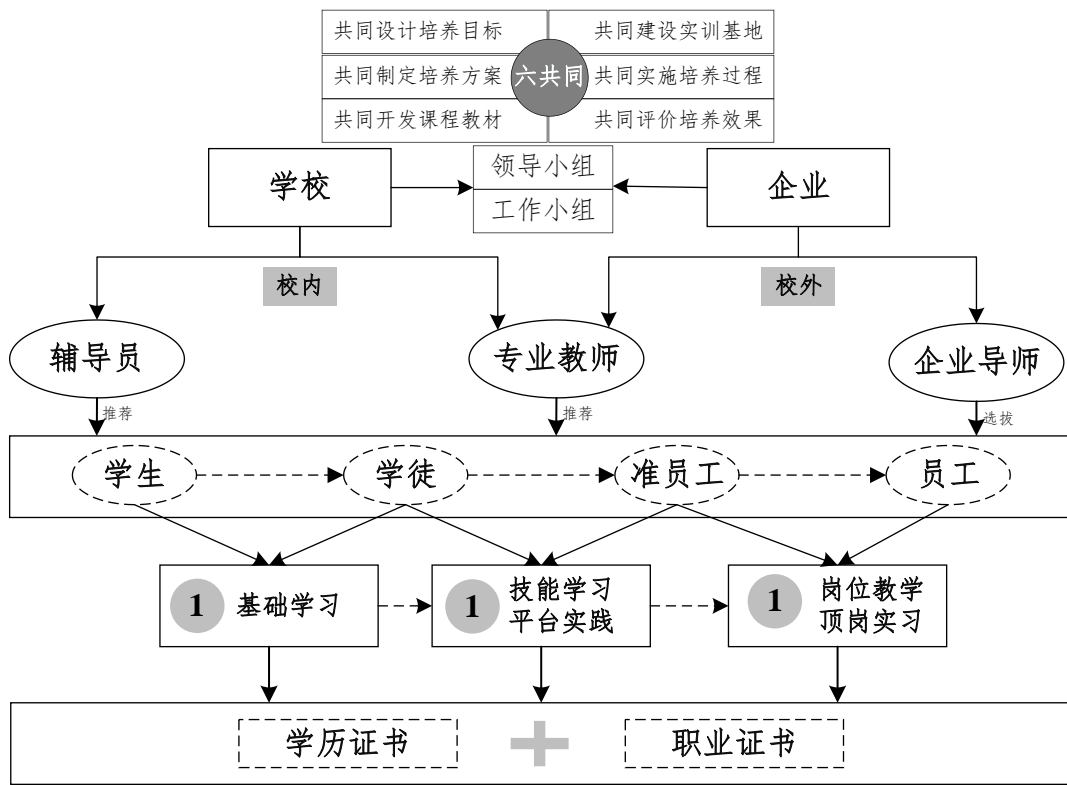 共同设计培养目标
共同建设实训基地
共同制定培养方案
六共同
共同实施培养过程
共同开发课程教材
共同评价培养效果
学校
领导小组
工作小组
企业
校内
校外
辅导员
专业教师
企业导师
推荐
推荐
选拔
学生
学徒
准员工
员工
1
基础学习
1
技能学习
平台实践
1
岗位教学
顶岗实习
学历证书
职业证书